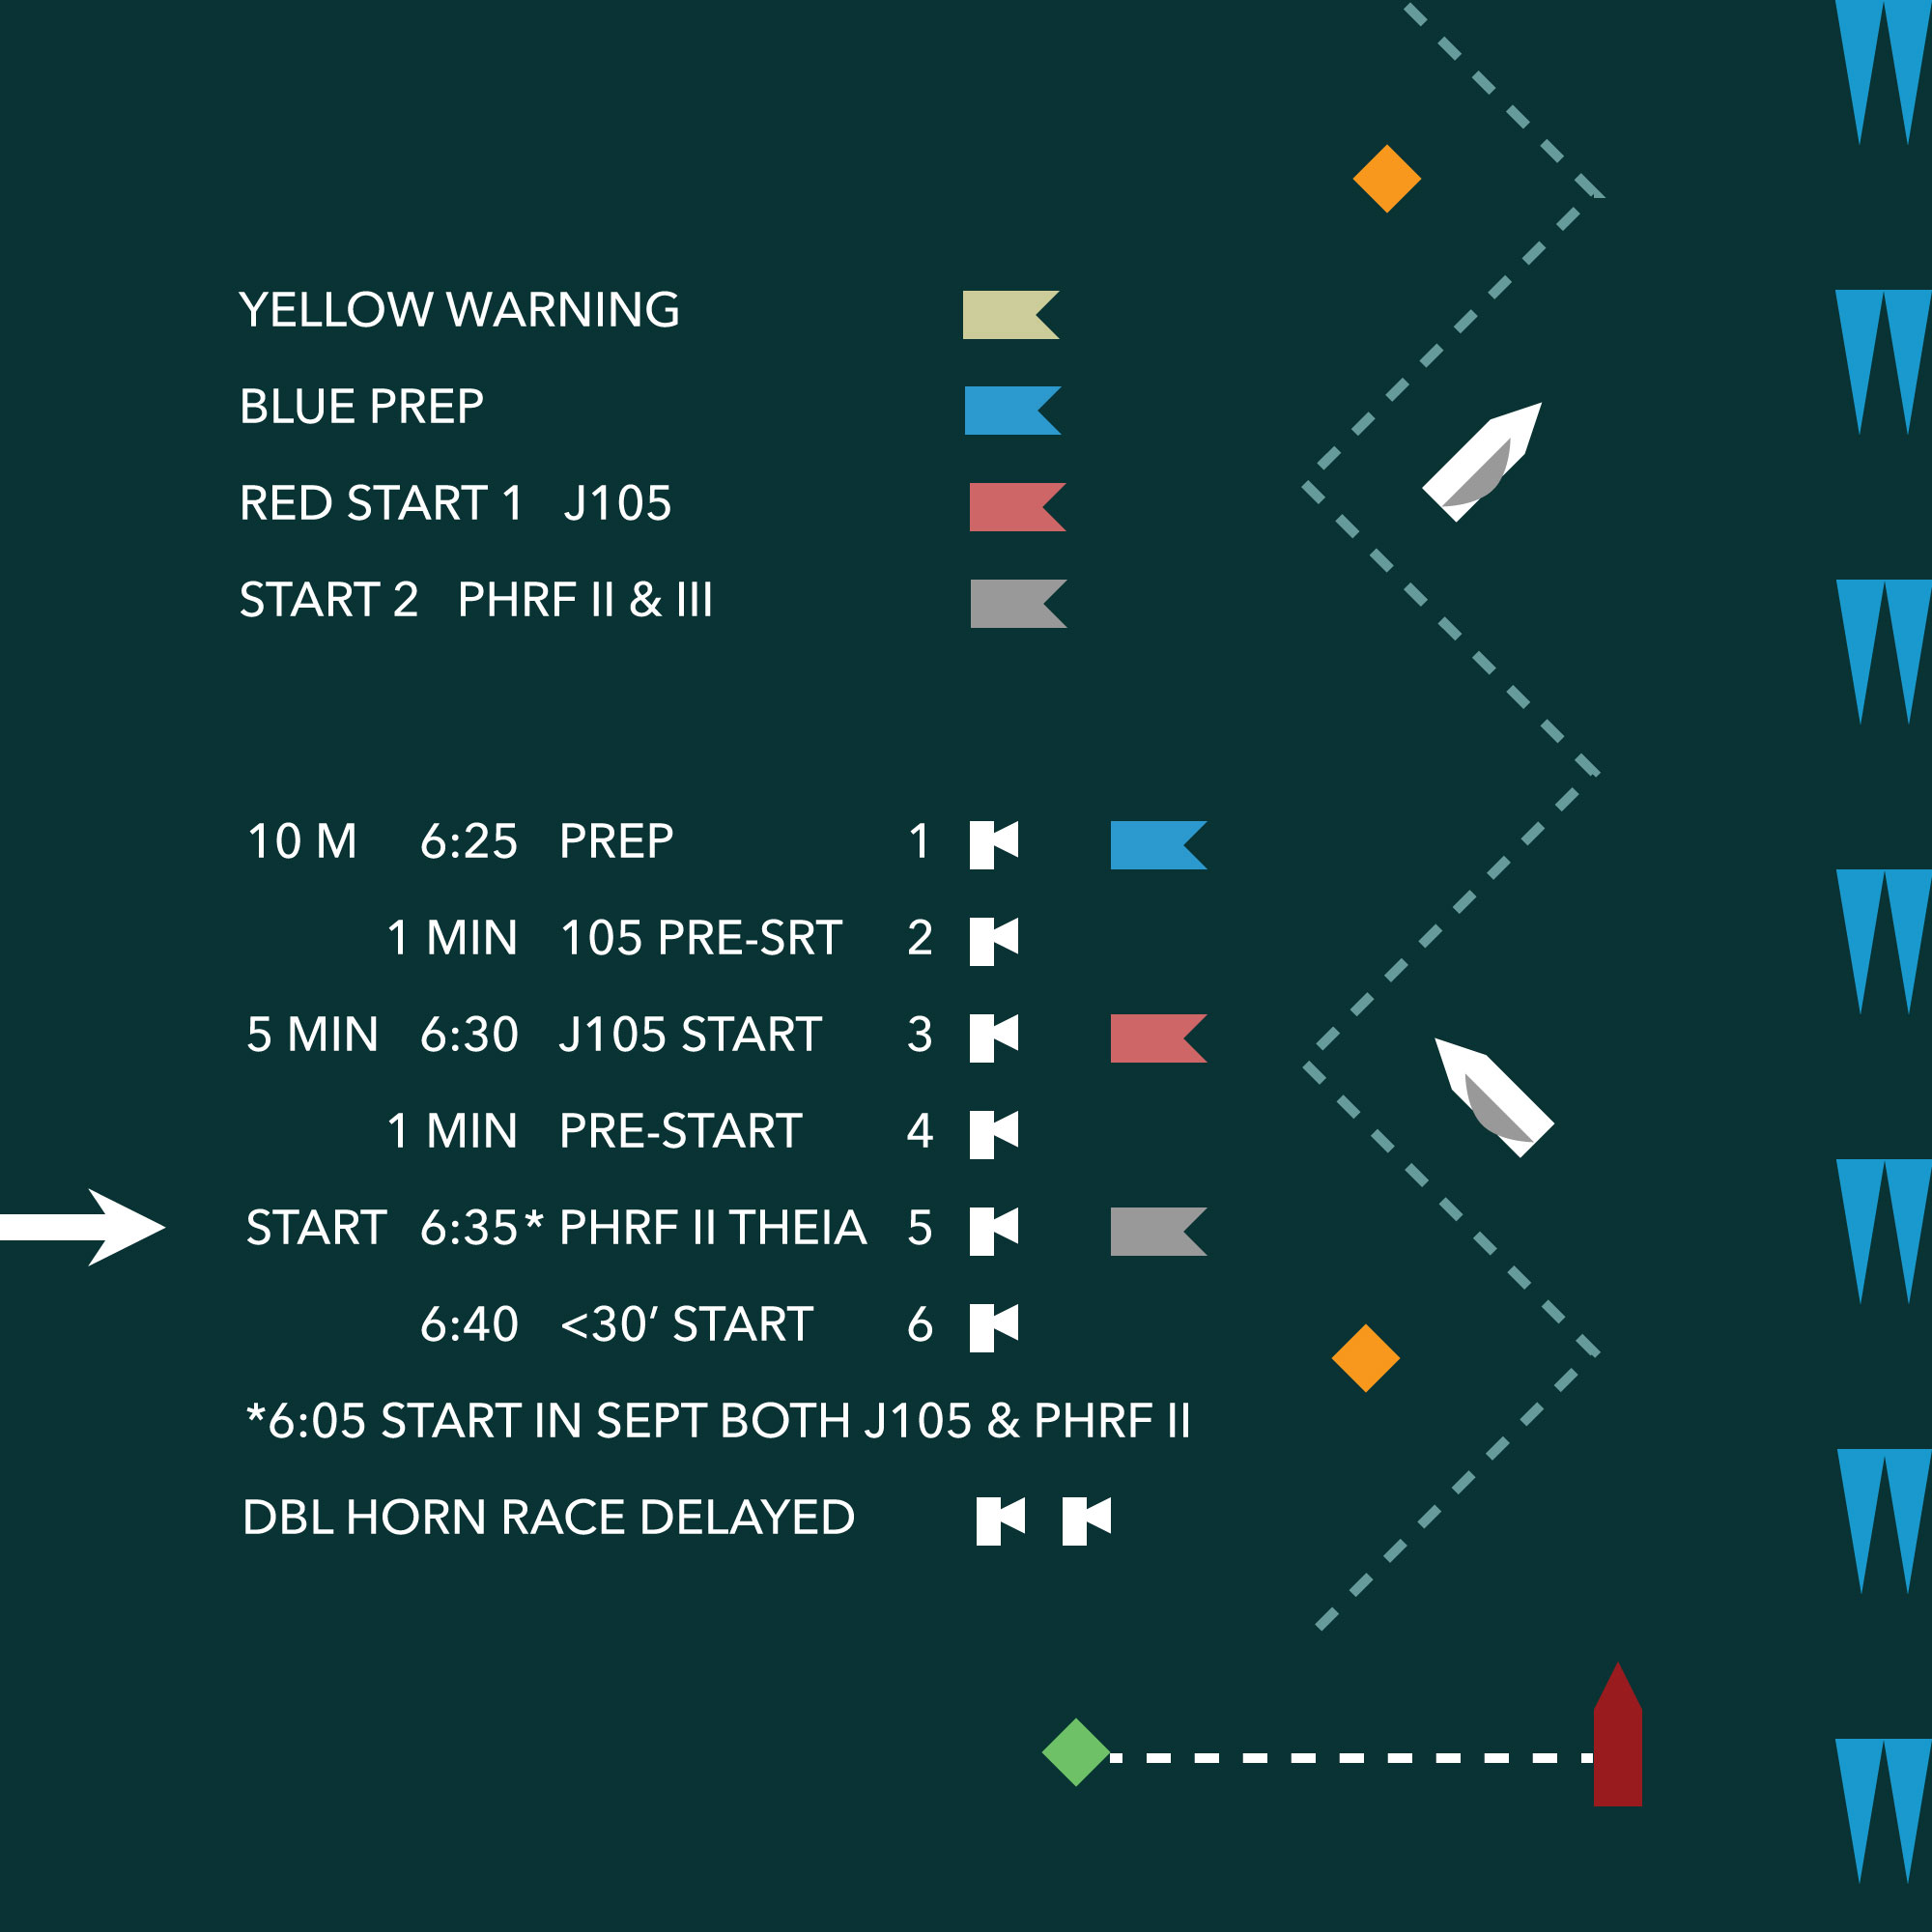 YELLOW WARNING
BLUE PREP
RED START 1 J105
START 2 PHRF II & III
10 M 6:25 PREP 1
1 MIN 105 PRE-SRT 2
5 MIN 6:30 J105 START 3
1 MIN PRE-START 4
START 6:35* PHRF II THEIA 5
6:40 <30′ START 6
*6:05 START IN SEPT BOTH J105 & PHRF II
DBL HORN RACE DELAYED